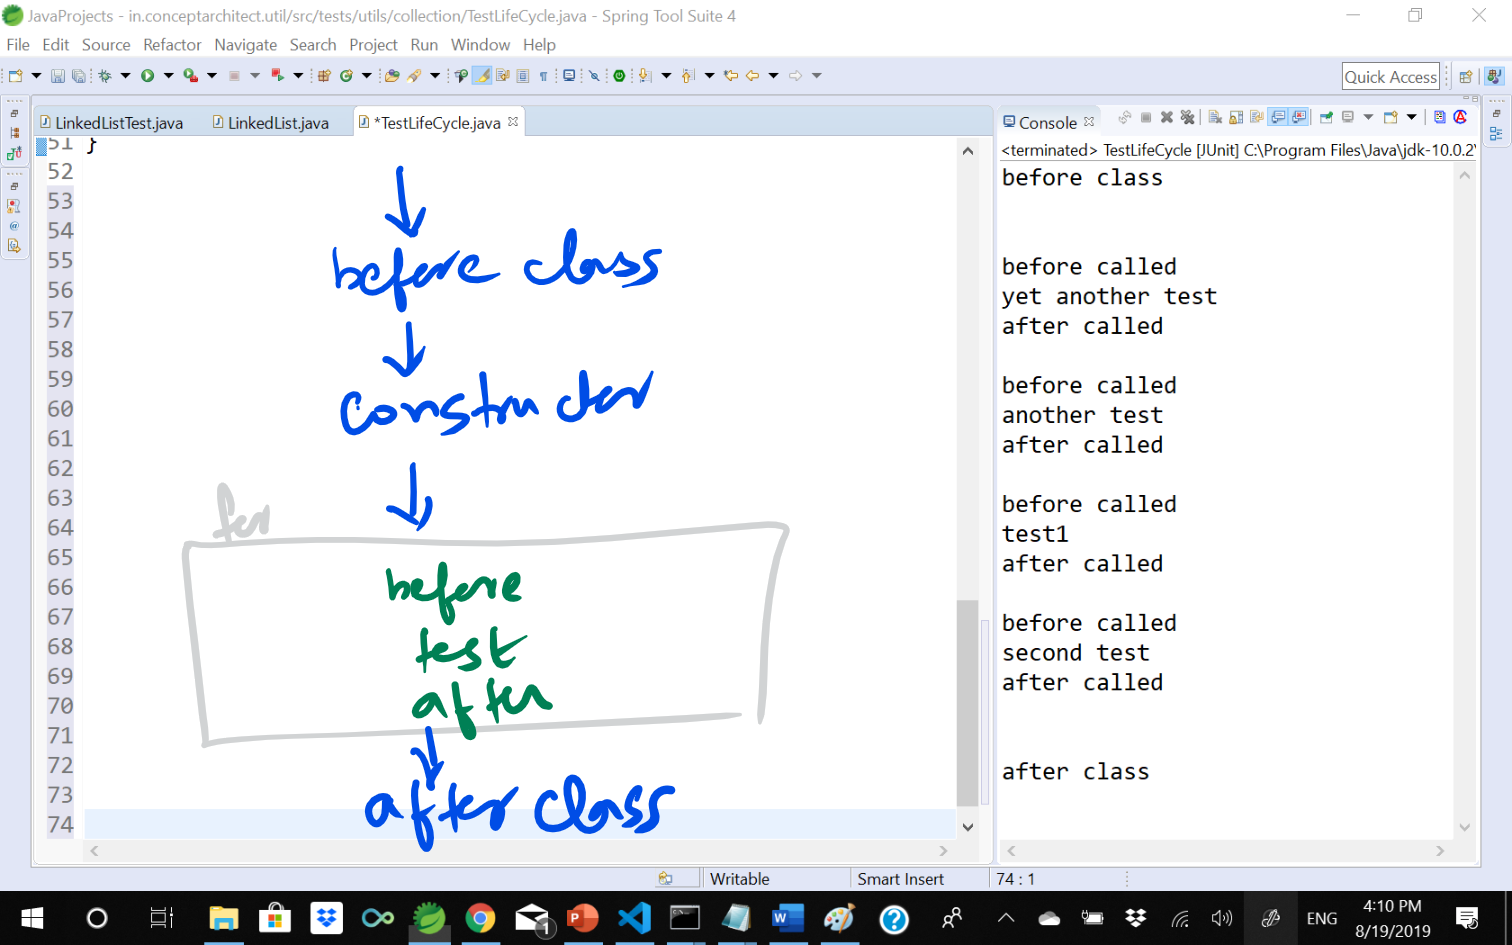 JavaProjects - in.conceptarchitect.util/src/tests/utils/collection/TestLifeCycle.java - Spring Tool Suite 4
File Edit Source Refactor Navigate Search Project Run Window Help
Quick Access
LinkedListTest.java LinkedList.java *TestLifeCycle.java
51 }
52
53
54
55
56
57
58
59
60
61
62
63
64
65
66
67
68
69
70
71
72
73
74
before class
constructor
for
before
test
after
after class
Console
<terminated> TestLifeCycle [JUnit] C:\Program Files\Java\jdk-10.0.2\
before class
before called
yet another test
after called
before called
another test
after called
before called
test1
after called
before called
second test
after called
after class
Writable Smart Insert 74 : 1
1
ENG
4:10 PM
8/19/2019